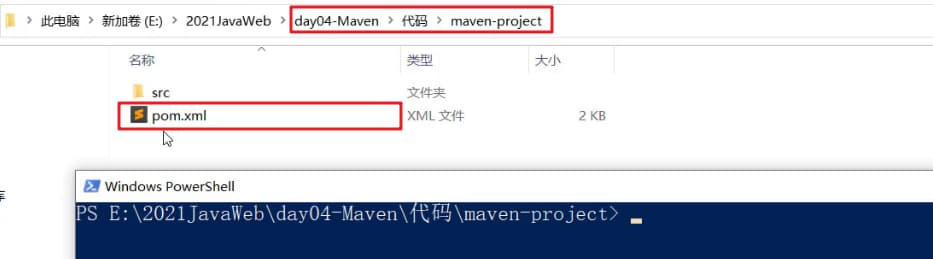 此电脑 > 新加卷 (E:) > 2021JavaWeb > day04-Maven > 代码 > maven-project
名称 类型 大小
src 文件夹
pom.xml XML 文件 2 KB
Windows PowerShell
PS E:\2021JavaWeb\day04-Maven\代码\maven-project>